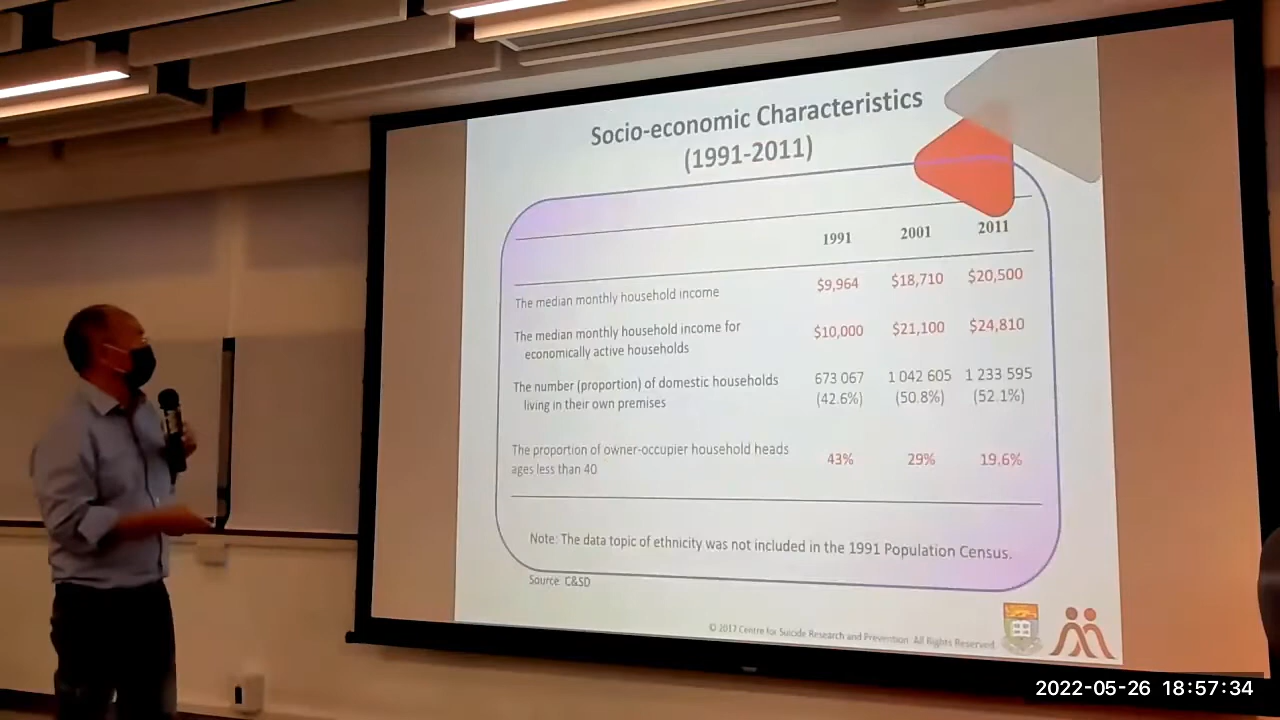 Socio-economic Characteristics
(1991-2011)
1991 2001 2011
The median monthly household income $9,964 $18,710 $20,500
The median monthly household income for
economically active households $10,000 $21,100 $24,810
The number (proportion) of domestic households 673 067 1 042 605 1 233 595
living in their own premises (42.6%) (50.8%) (52.1%)
The proportion of owner-occupier household heads
ages less than 40 43% 29% 19.6%
Note: The data topic of ethnicity was not included in the 1991 Population Census.
Source: C&SD
© 2017 Centre for Suicide Research and Prevention. All Rights Reserved.
2022-05-26 18:57:34